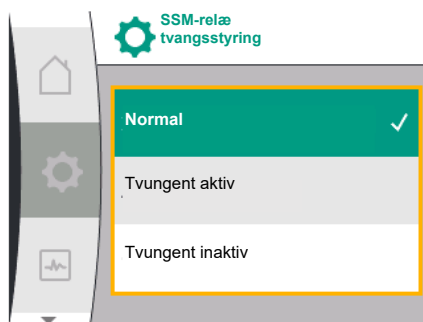 SSM-relæ
tvangsstyring
Normal
Tvungent aktiv
Tvungent inaktiv